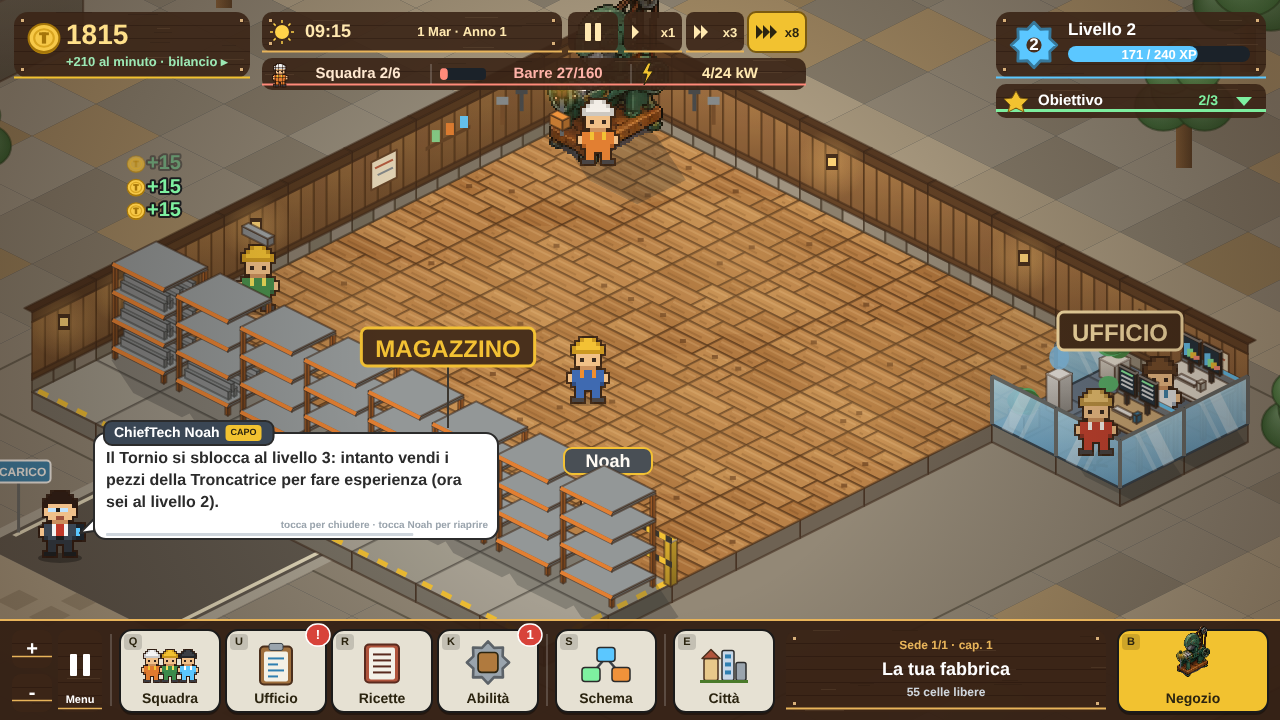 1815
+210 al minuto · bilancio ▸
09:15
1 Mar · Anno 1
x1
x3
x8
Squadra 2/6
Barre 27/160
4/24 kW
2
Livello 2
171 / 240 XP
Obiettivo
2/3
+15
+15
+15
MAGAZZINO
UFFICIO
ChiefTech Noah
CAPO
Il Tornio si sblocca al livello 3: intanto vendi i
pezzi della Troncatrice per fare esperienza (ora
sei al livello 2).
tocca per chiudere · tocca Noah per riaprire
Noah
CARICO
+
-
Menu
Q
Squadra
U
!
Ufficio
R
Ricette
K
1
Abilità
S
Schema
E
Città
Sede 1/1 · cap. 1
La tua fabbrica
55 celle libere
B
Negozio